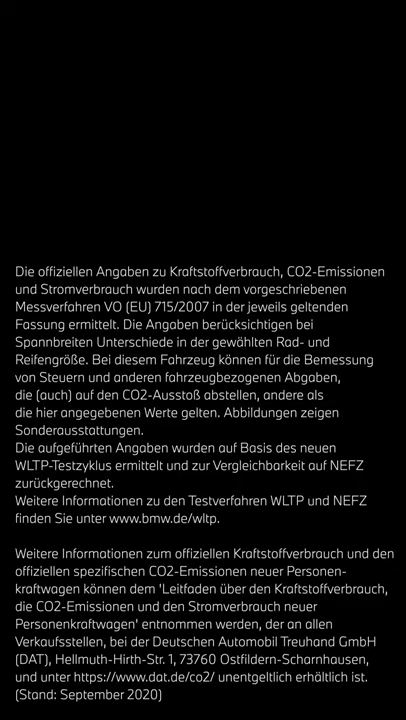 Die offiziellen Angaben zu Kraftstoffverbrauch, CO2-Emissionen
und Stromverbrauch wurden nach dem vorgeschriebenen
Messverfahren VO (EU) 715/2007 in der jeweils geltenden
Fassung ermittelt. Die Angaben berücksichtigen bei
Spannbreiten Unterschiede in der gewählten Rad- und
Reifengröße. Bei diesem Fahrzeug können für die Bemessung
von Steuern und anderen fahrzeugbezogenen Abgaben,
die (auch) auf den CO2-Ausstoß abstellen, andere als
die hier angegebenen Werte gelten. Abbildungen zeigen
Sonderausstattungen.
Die aufgeführten Angaben wurden auf Basis des neuen
WLTP-Testzyklus ermittelt und zur Vergleichbarkeit auf NEFZ
zurückgerechnet.
Weitere Informationen zu den Testverfahren WLTP und NEFZ
finden Sie unter www.bmw.de/wltp.
Weitere Informationen zum offiziellen Kraftstoffverbrauch und den
offiziellen spezifischen CO2-Emissionen neuer Personen-
kraftwagen können dem 'Leitfaden über den Kraftstoffverbrauch,
die CO2-Emissionen und den Stromverbrauch neuer
Personenkraftwagen' entnommen werden, der an allen
Verkaufsstellen, bei der Deutschen Automobil Treuhand GmbH
(DAT), Hellmuth-Hirth-Str. 1, 73760 Ostfildern-Scharnhausen,
und unter https://www.dat.de/co2/ unentgeltlich erhältlich ist.
(Stand: September 2020)